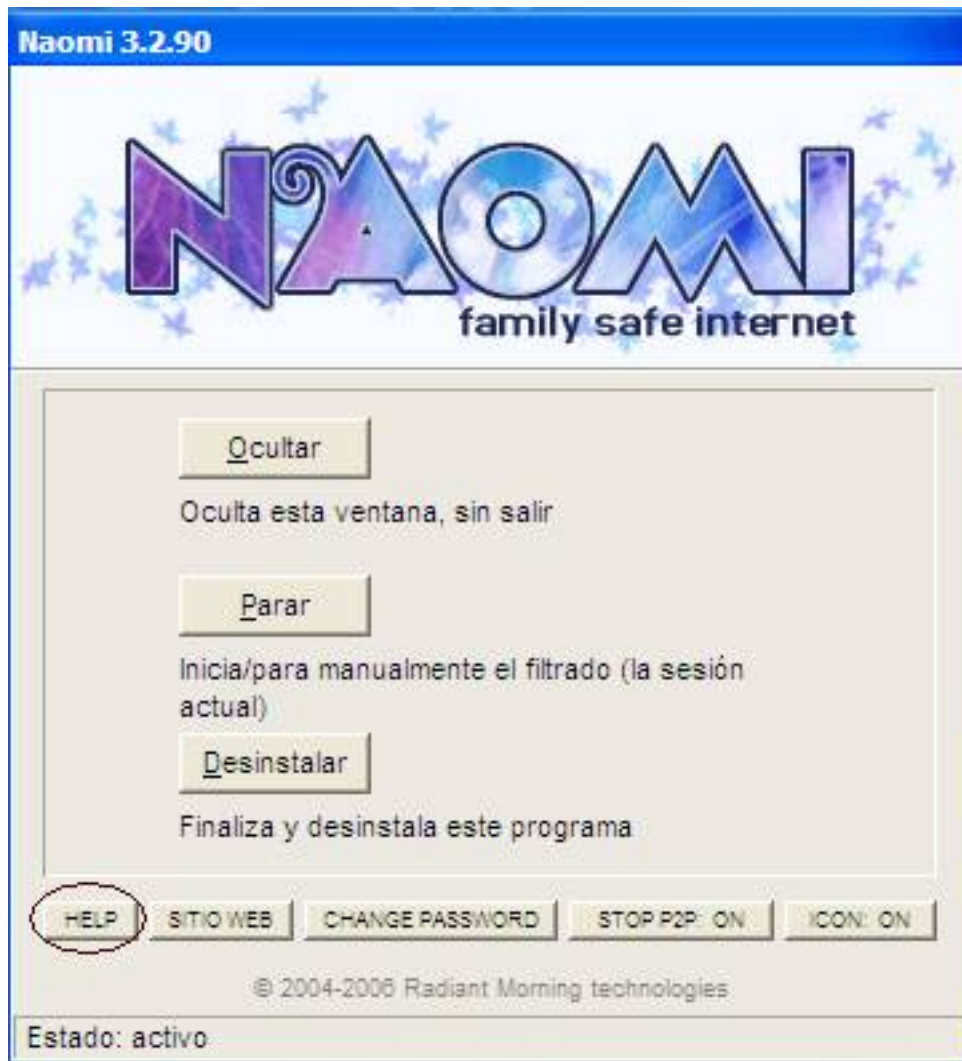 Naomi 3.2.90
NAOMI
family safe internet
Ocultar
Oculta esta ventana, sin salir
Parar
Inicia/para manualmente el filtrado (la sesión
actual)
Desinstalar
Finaliza y desinstala este programa
HELP SITIO WEB CHANGE PASSWORD STOP P2P: ON ICON: ON
© 2004-2006 Radiant Morning technologies
Estado: activo